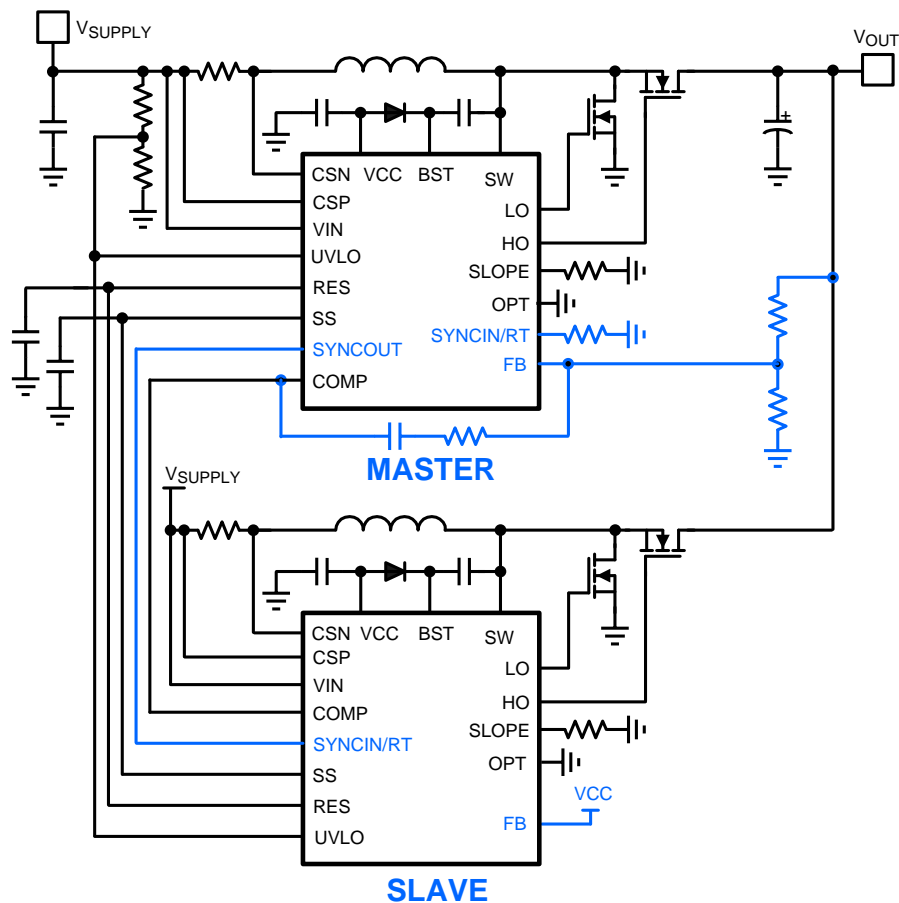 VSUPPLY
VOUT
CSN
VCC
BST
SW
CSP
LO
VIN
HO
UVLO
SLOPE
RES
OPT
SS
SYNCIN/RT
SYNCOUT
FB
COMP
MASTER
VSUPPLY
CSN
VCC
BST
SW
CSP
LO
VIN
HO
COMP
SLOPE
SYNCIN/RT
OPT
SS
VCC
RES
FB
UVLO
SLAVE